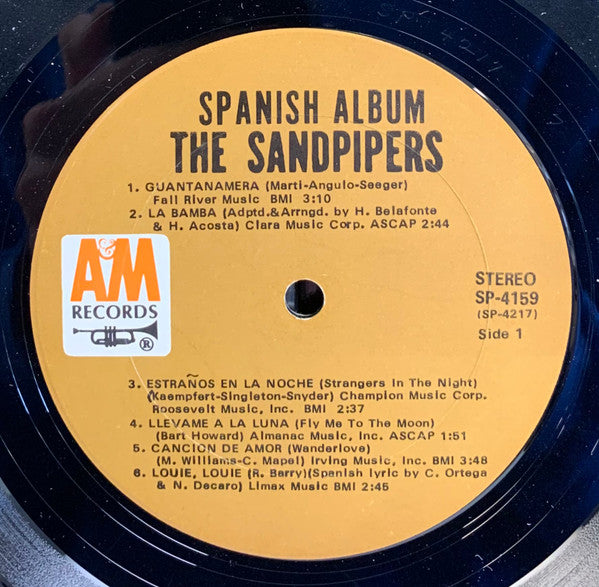 SP-4217
SPANISH ALBUM
THE SANDPIPERS
1. GUANTANAMERA (Marti-Angulo-Seeger)
Fall River Music BMI 3:10
2. LA BAMBA (Adptd.&Arrngd. by H. Belafonte
& H. Acosta) Clara Music Corp. ASCAP 2:44
A&M
RECORDS
®
STEREO
SP-4159
(SP-4217)
Side 1
3. ESTRAÑOS EN LA NOCHE (Strangers In The Night)
(Kaempfert-Singleton-Snyder) Champion Music Corp.
Roosevelt Music, Inc. BMI 2:37
4. LLEVAME A LA LUNA (Fly Me To The Moon)
(Bart Howard) Almanac Music, Inc. ASCAP 1:51
5. CANCION DE AMOR (Wanderlove)
(M. Williams-C. Mapel) Irving Music, Inc. BMI 3:48
6. LOUIE, LOUIE (R. Berry)(Spanish lyric by C. Ortega
& N. Decaro) Limax Music BMI 2:45